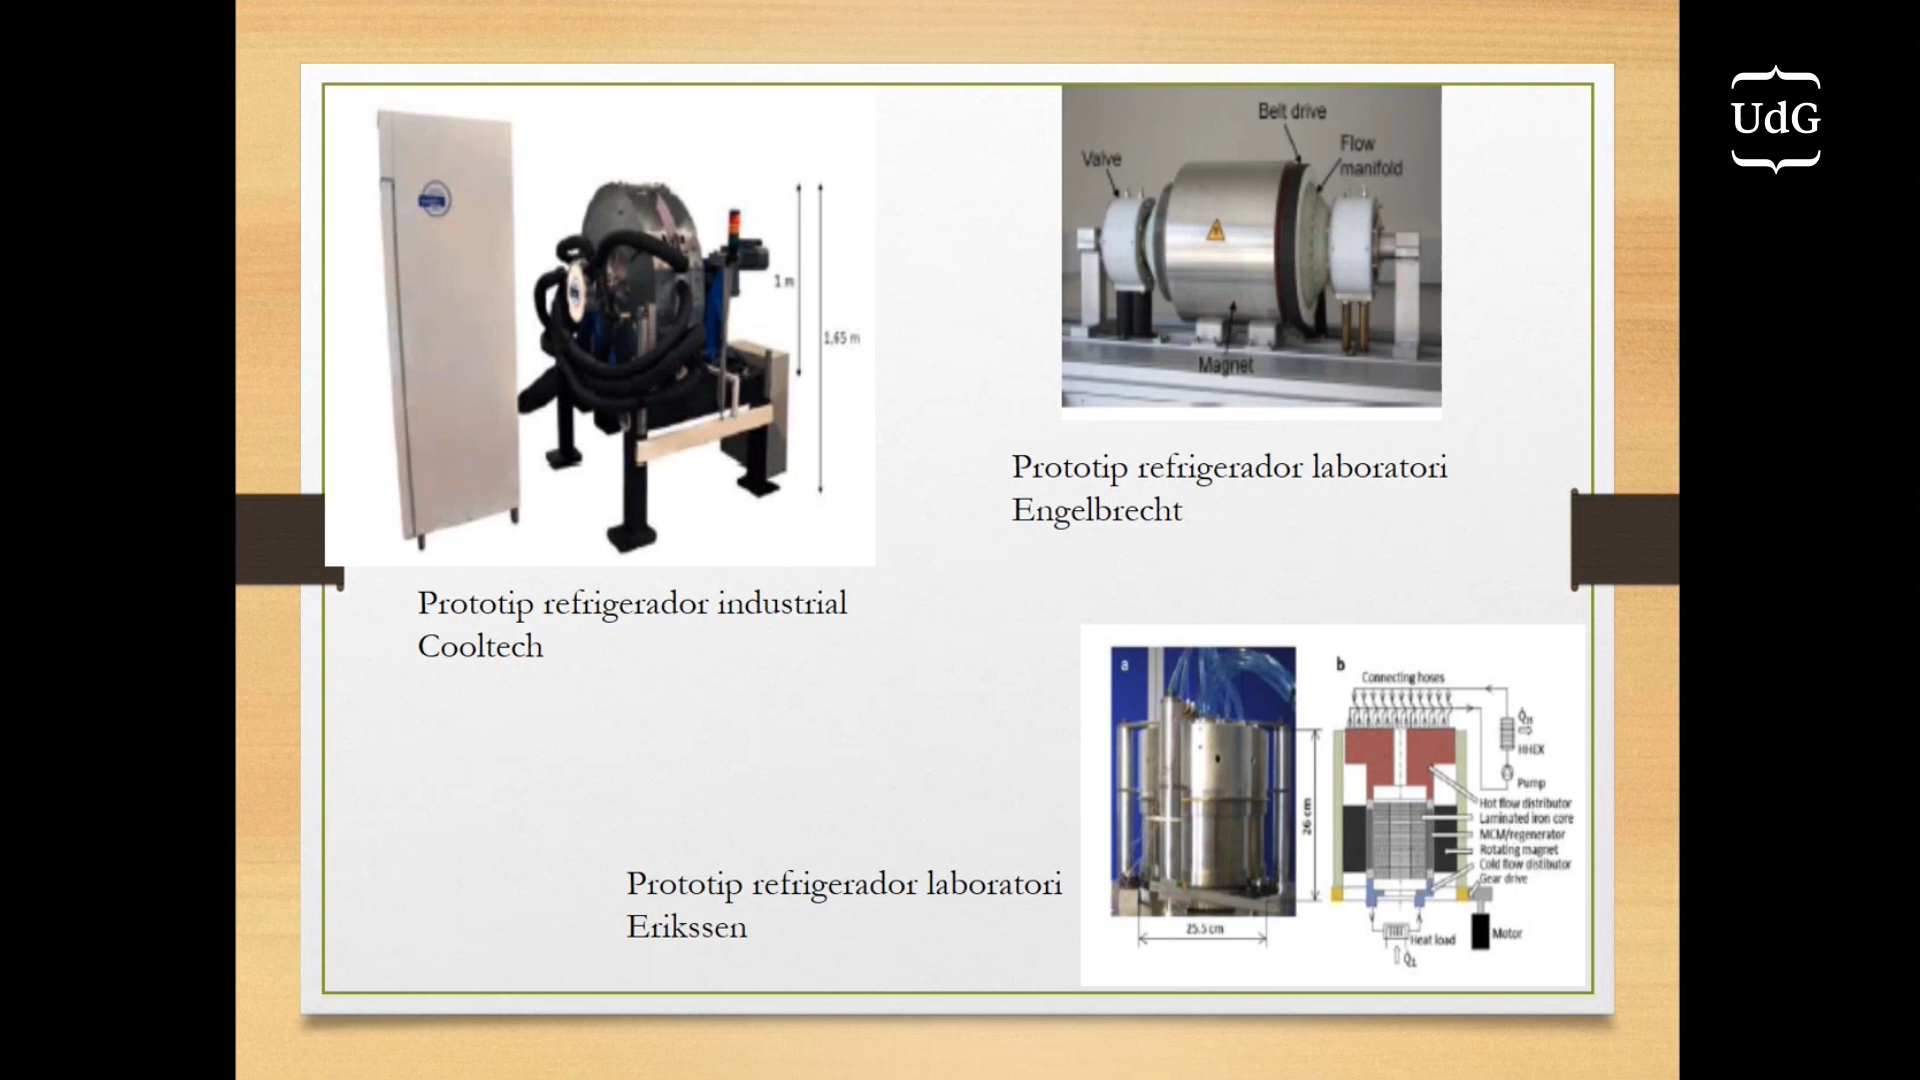 UdG
1 m
1,65 m
Prototip refrigerador industrial
Cooltech
Belt drive
Flow
manifold
Valve
Magnet
Prototip refrigerador laboratori
Engelbrecht
Prototip refrigerador laboratori
Erikssen
a
26 cm
25.5 cm
b
Connecting hoses
Q̇H
HHEX
Pump
Hot flow distributor
Laminated iron core
MCM/regenerator
Rotating magnet
Cold flow distibutor
Gear drive
Motor
Heat load
Q̇L